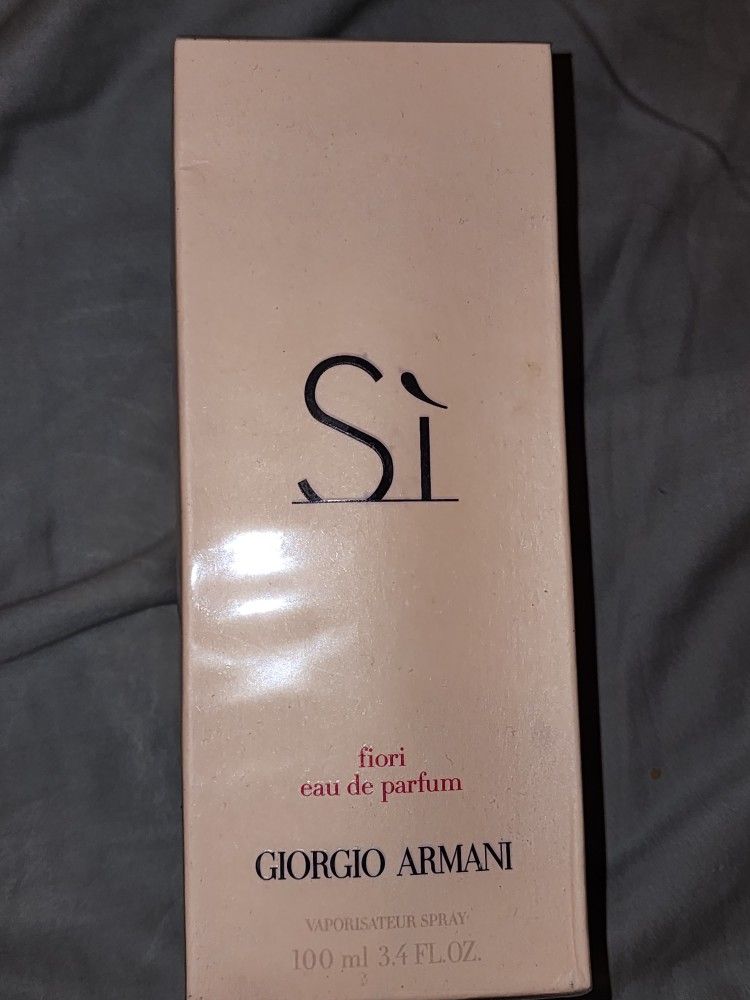 Sì
fiori
eau de parfum
GIORGIO ARMANI
VAPORISATEUR SPRAY
100 ml 3.4 FL.OZ.